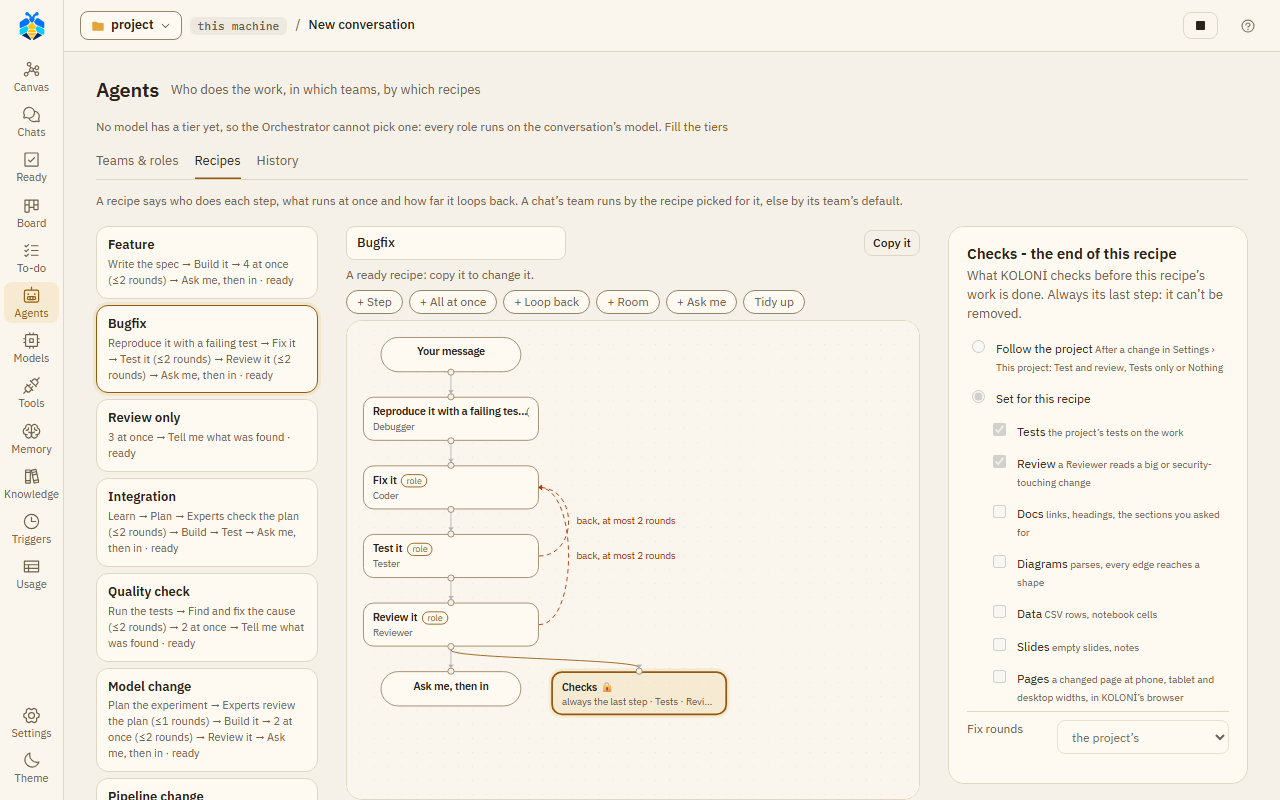 project
this machine
/
New conversation
Canvas
Chats
Ready
Board
To-do
Agents
Models
Tools
Memory
Knowledge
Triggers
Usage
Settings
Theme
Agents
Who does the work, in which teams, by which recipes
No model has a tier yet, so the Orchestrator cannot pick one: every role runs on the conversation's model. Fill the tiers
Teams & roles
Recipes
History
A recipe says who does each step, what runs at once and how far it loops back. A chat's team runs by the recipe picked for it, else by its team's default.
Feature
Write the spec → Build it → 4 at once
(≤2 rounds) → Ask me, then in · ready
Bugfix
Reproduce it with a failing test → Fix it
→ Test it (≤2 rounds) → Review it (≤2
rounds) → Ask me, then in · ready
Review only
3 at once → Tell me what was found ·
ready
Integration
Learn → Plan → Experts check the plan
(≤2 rounds) → Build → Test → Ask me,
then in · ready
Quality check
Run the tests → Find and fix the cause
(≤2 rounds) → 2 at once → Tell me what
was found · ready
Model change
Plan the experiment → Experts review
the plan (≤1 rounds) → Build it → 2 at
once (≤2 rounds) → Review it → Ask
me, then in · ready
Pipeline change
Bugfix
Copy it
A ready recipe: copy it to change it.
+ Step
+ All at once
+ Loop back
+ Room
+ Ask me
Tidy up
Your message
Reproduce it with a failing tes...
Debugger
Fix it role
Coder
back, at most 2 rounds
Test it role
Tester
back, at most 2 rounds
Review it role
Reviewer
Ask me, then in
Checks
always the last step · Tests · Revi...
Checks - the end of this recipe
What KOLONİ checks before this recipe's
work is done. Always its last step: it can't be
removed.
Follow the project After a change in Settings ›
This project: Test and review, Tests only or Nothing
Set for this recipe
Tests the project's tests on the work
Review a Reviewer reads a big or security-
touching change
Docs links, headings, the sections you asked
for
Diagrams parses, every edge reaches a
shape
Data CSV rows, notebook cells
Slides empty slides, notes
Pages a changed page at phone, tablet and
desktop widths, in KOLONİ's browser
Fix rounds
the project's